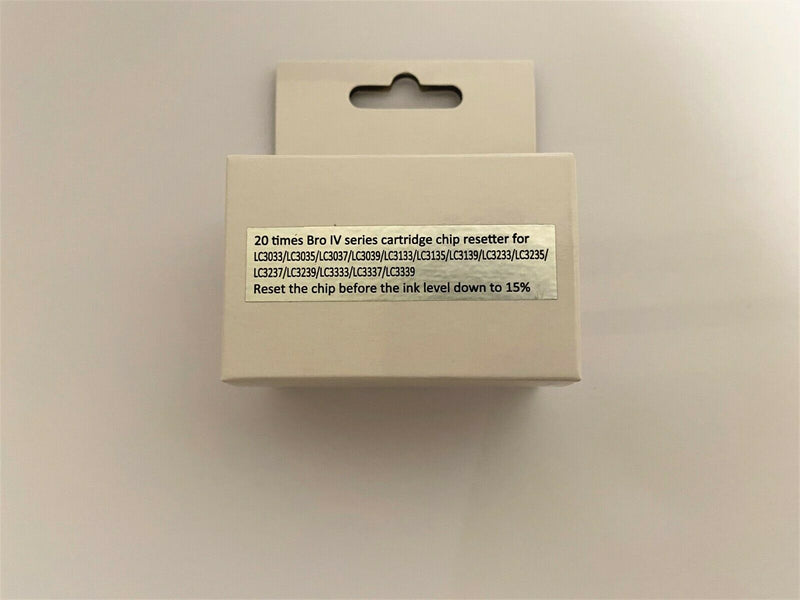 20 times Bro IV series cartridge chip resetter for
LC3033/LC3035/LC3037/LC3039/LC3133/LC3135/LC3139/LC3233/LC3235/
LC3237/LC3239/LC3333/LC3337/LC3339
Reset the chip before the ink level down to 15%